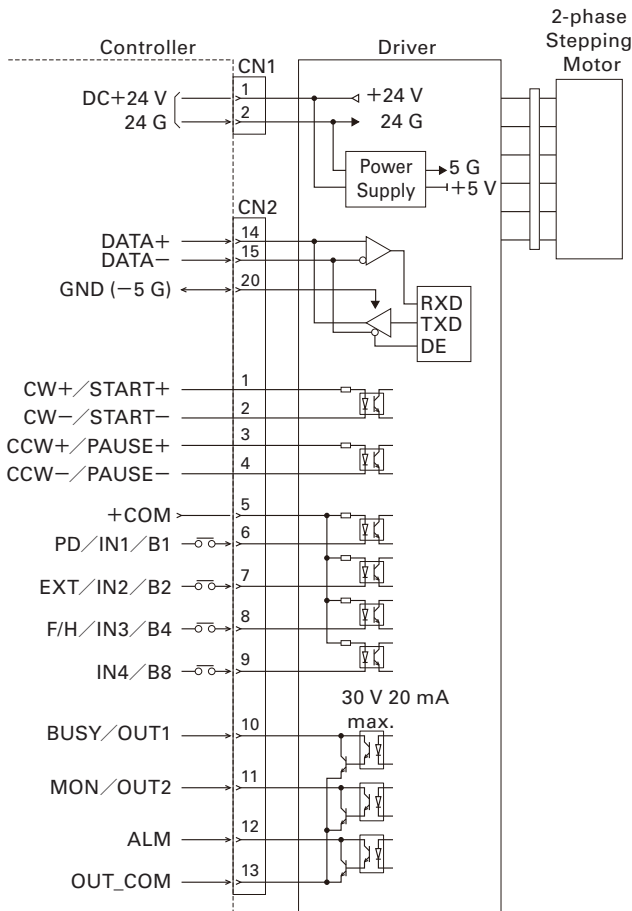 2-phase
Stepping
Motor
Controller
Driver
CN1
DC+24 V
1
+24 V
24 G
2
24 G
Power
Supply
5 G
+5 V
CN2
DATA+
14
DATA−
15
GND (−5 G)
20
RXD
TXD
DE
CW+/START+
1
CW−/START−
2
CCW+/PAUSE+
3
CCW−/PAUSE−
4
+COM
5
PD/IN1/B1
6
EXT/IN2/B2
7
F/H/IN3/B4
8
IN4/B8
9
30 V 20 mA
max.
BUSY/OUT1
10
MON/OUT2
11
ALM
12
OUT_COM
13